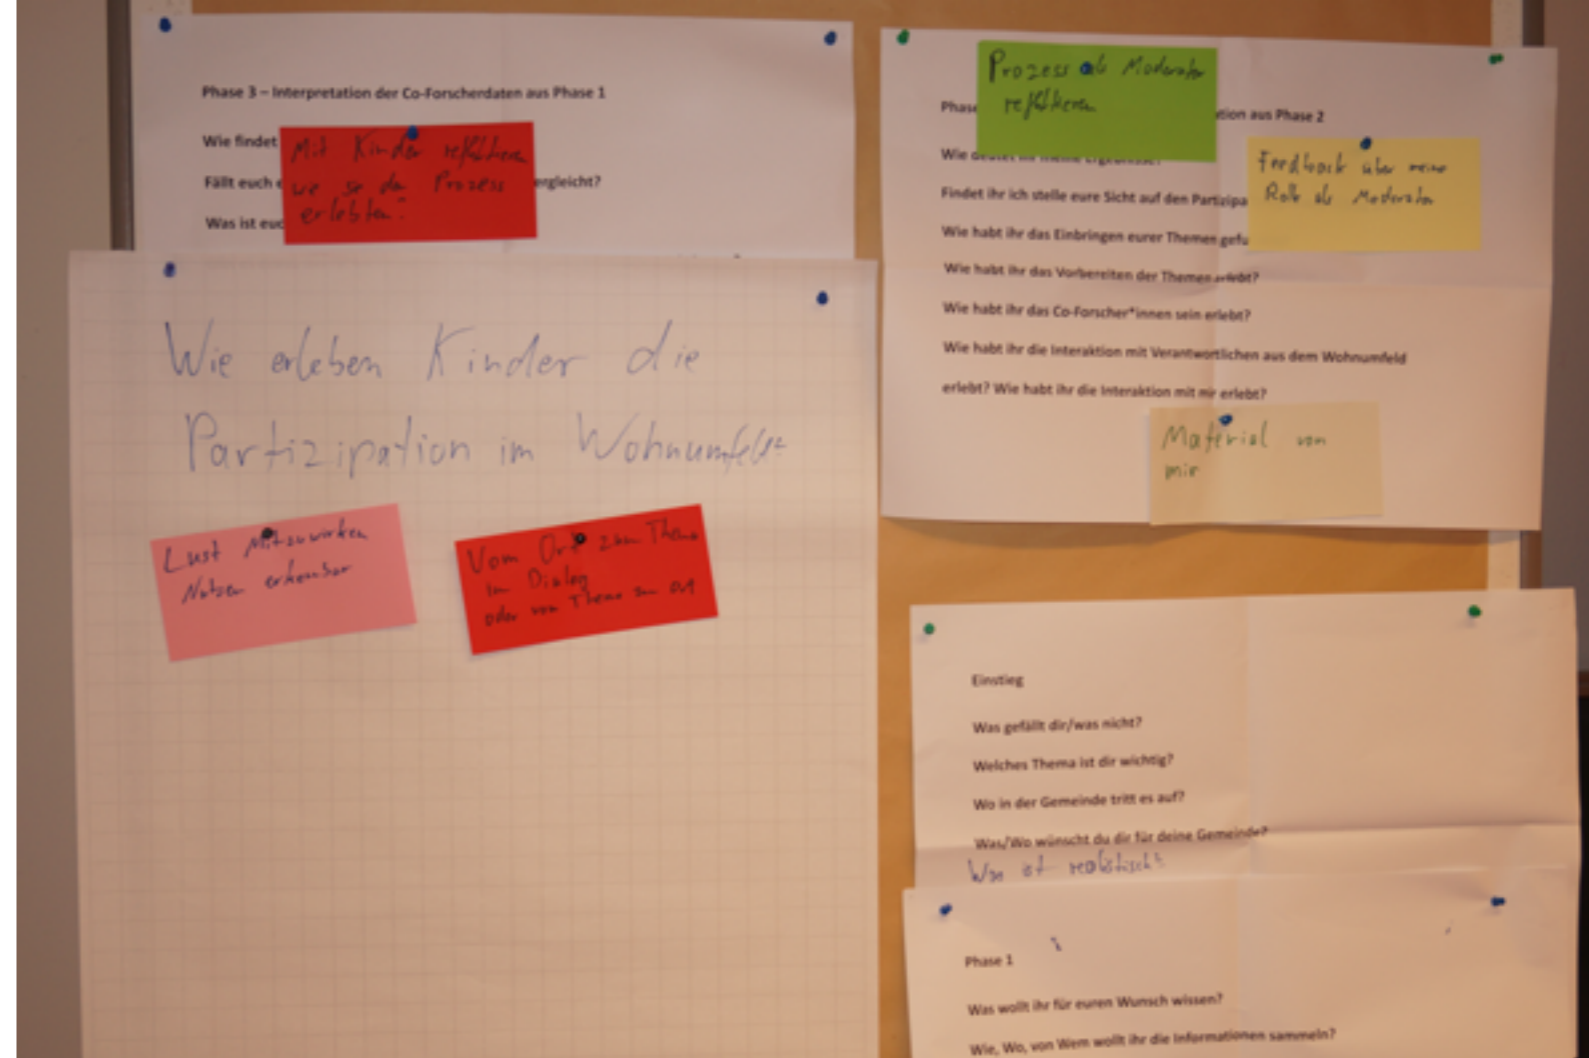 Phase 3 – Interpretation der Co-Forscherdaten aus Phase 1
Wie findet
Fällt euch ergleicht?
Was ist euc
Mit Kinder reflektieren
wie sie den Prozess
erlebten?
Wie erleben Kinder die
Partizipation im Wohnumfeld
Lust Mitzuwirken
Nutzen erkennbar
Vom Ort zum Thema
im Dialog
oder vom Thema zum Ort
Prozess als Moderator
reflektieren
Phase tion aus Phase 2
Wie deutet ihr meine Ergebnisse?
Findet ihr ich stelle eure Sicht auf den Partizipa
Wie habt ihr das Einbringen eurer Themen gefu
Wie habt ihr das Vorbereiten der Themen erlebt?
Wie habt ihr das Co-Forscher*innen sein erlebt?
Wie habt ihr die Interaktion mit Verantwortlichen aus dem Wohnumfeld
erlebt? Wie habt ihr die Interaktion mit mir erlebt?
Feedback über meine
Rolle als Moderator
Material von
mir
Einstieg
Was gefällt dir/was nicht?
Welches Thema ist dir wichtig?
Wo in der Gemeinde tritt es auf?
Was/Wo wünscht du dir für deine Gemeinde?
Was ist realistisch?
Phase 1
Was wollt ihr für euren Wunsch wissen?
Wie, Wo, von Wem wollt ihr die Informationen sammeln?